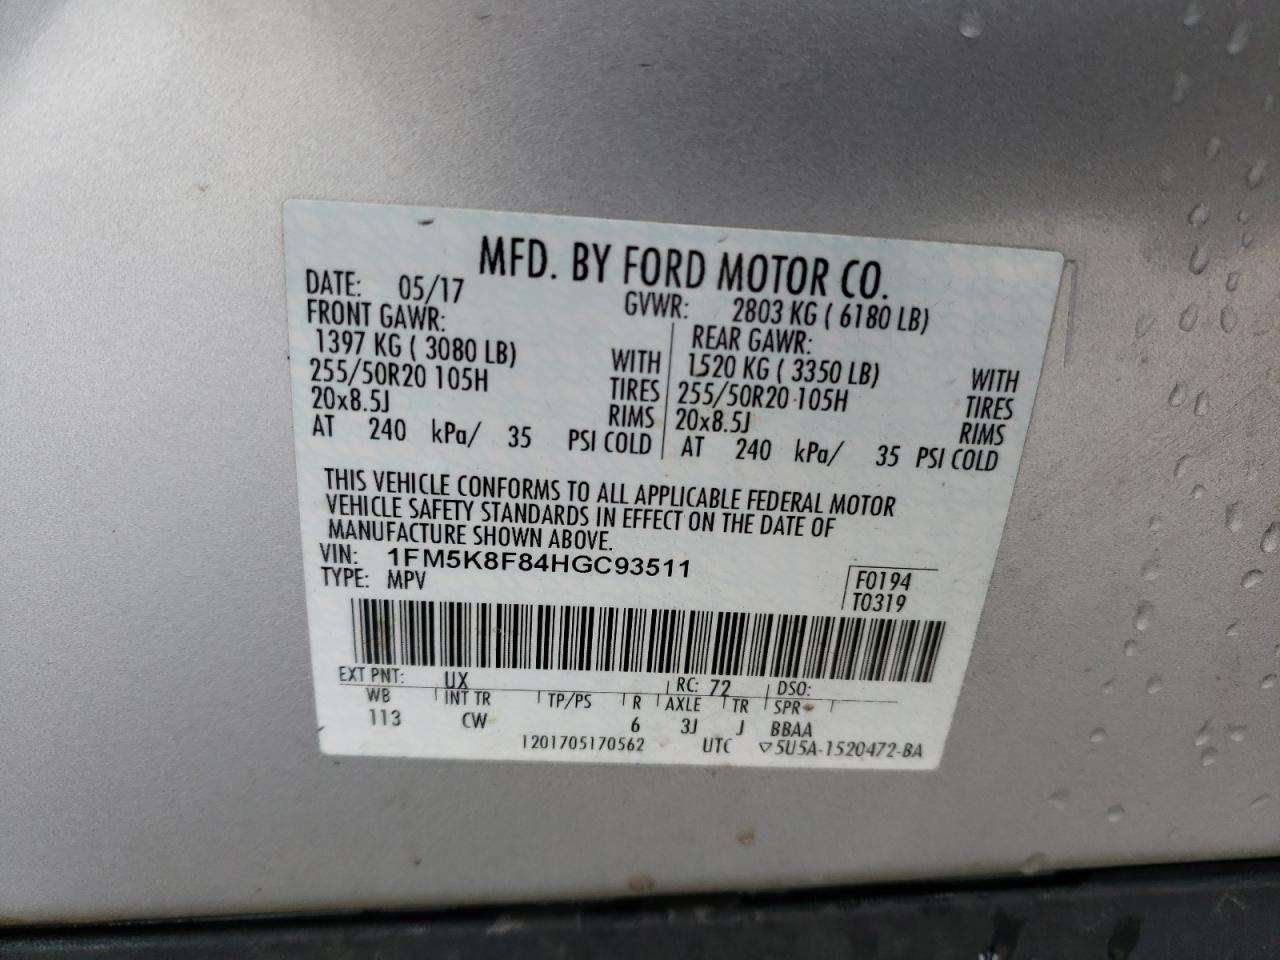 MFD. BY FORD MOTOR CO.
DATE: 05/17 GVWR: 2803 KG ( 6180 LB)
FRONT GAWR: REAR GAWR:
1397 KG ( 3080 LB) WITH 1520 KG ( 3350 LB) WITH
255/50R20 105H TIRES 255/50R20 105H TIRES
20x8.5J RIMS 20x8.5J RIMS
AT 240 kPa/ 35 PSI COLD AT 240 kPa/ 35 PSI COLD
THIS VEHICLE CONFORMS TO ALL APPLICABLE FEDERAL MOTOR
VEHICLE SAFETY STANDARDS IN EFFECT ON THE DATE OF
MANUFACTURE SHOWN ABOVE.
VIN: 1FM5K8F84HGC93511
TYPE: MPV F0194
T0319
EXT PNT: UX RC: 72 DSO:
WB INT TR TP/PS R AXLE TR SPR
113 CW 6 3J J BBAA
1201705170562 UTC ▽5U5A-1520472-BA